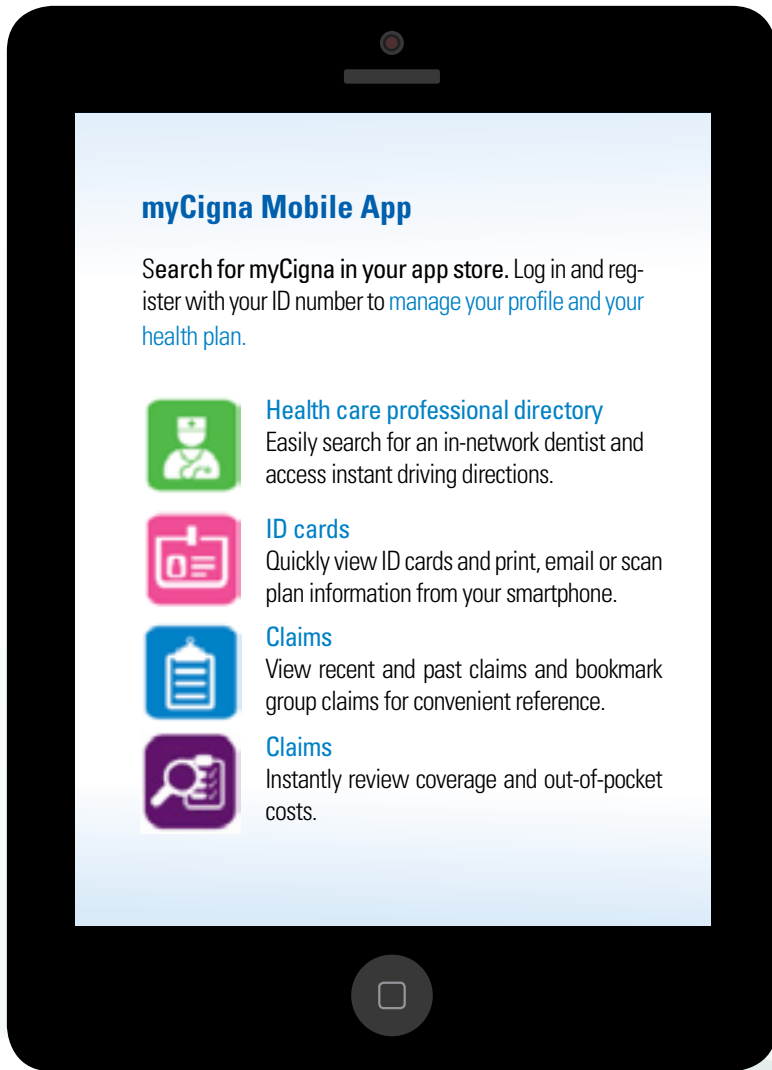 myCigna Mobile App
Search for myCigna in your app store. Log in and reg-
ister with your ID number to manage your profile and your
health plan.
Health care professional directory
Easily search for an in-network dentist and
access instant driving directions.
ID cards
Quickly view ID cards and print, email or scan
plan information from your smartphone.
Claims
View recent and past claims and bookmark
group claims for convenient reference.
Claims
Instantly review coverage and out-of-pocket
costs.